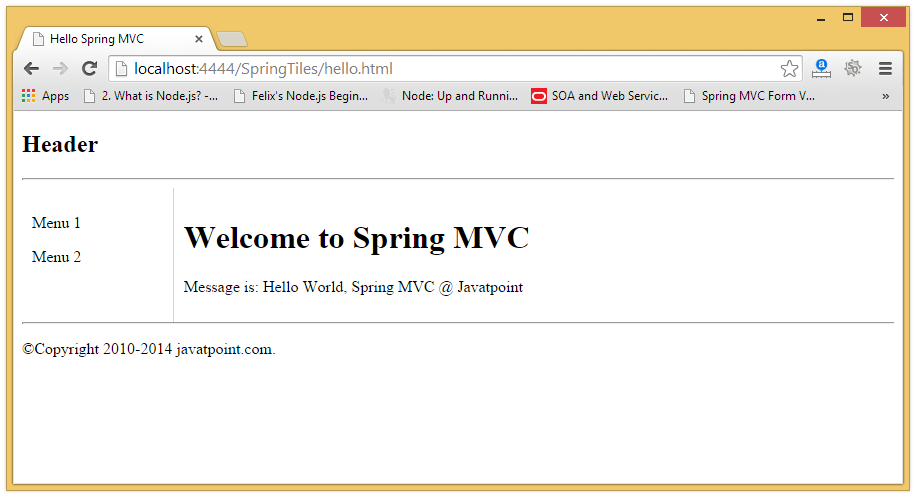 Hello Spring MVC
localhost:4444/SpringTiles/hello.html
Apps 2. What is Node.js? -... Felix's Node.js Begin... Node: Up and Runni... SOA and Web Servic... Spring MVC Form V... »
Header
Menu 1
Menu 2
Welcome to Spring MVC
Message is: Hello World, Spring MVC @ Javatpoint
©Copyright 2010-2014 javatpoint.com.